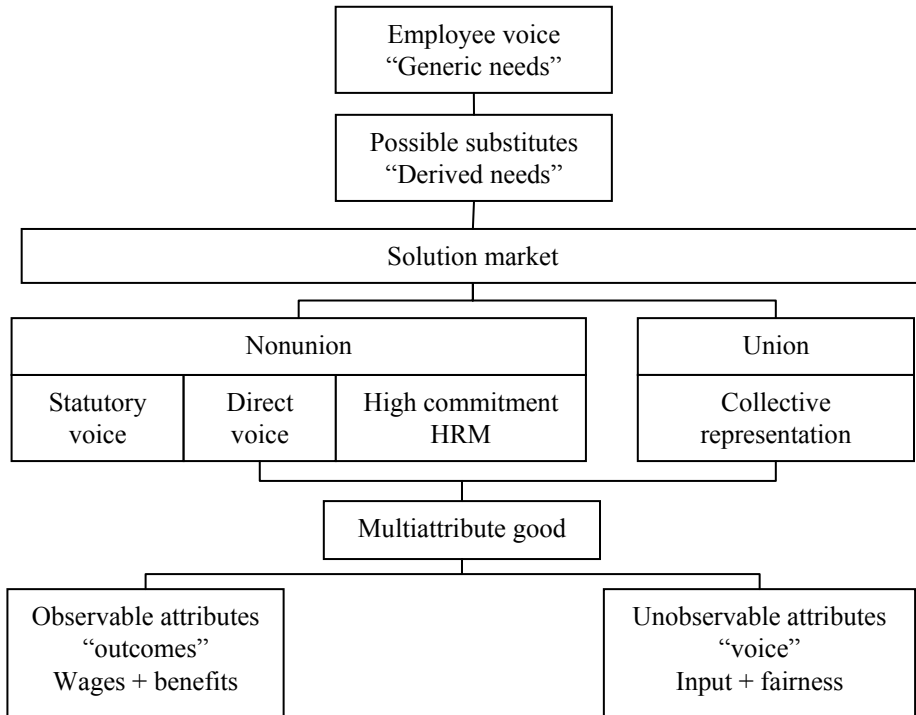 Employee voice
“Generic needs”
Possible substitutes
“Derived needs”
Solution market
Nonunion
Union
Statutory
voice
Direct
voice
High commitment
HRM
Collective
representation
Multiattribute good
Observable attributes
“outcomes”
Wages + benefits
Unobservable attributes
“voice”
Input + fairness